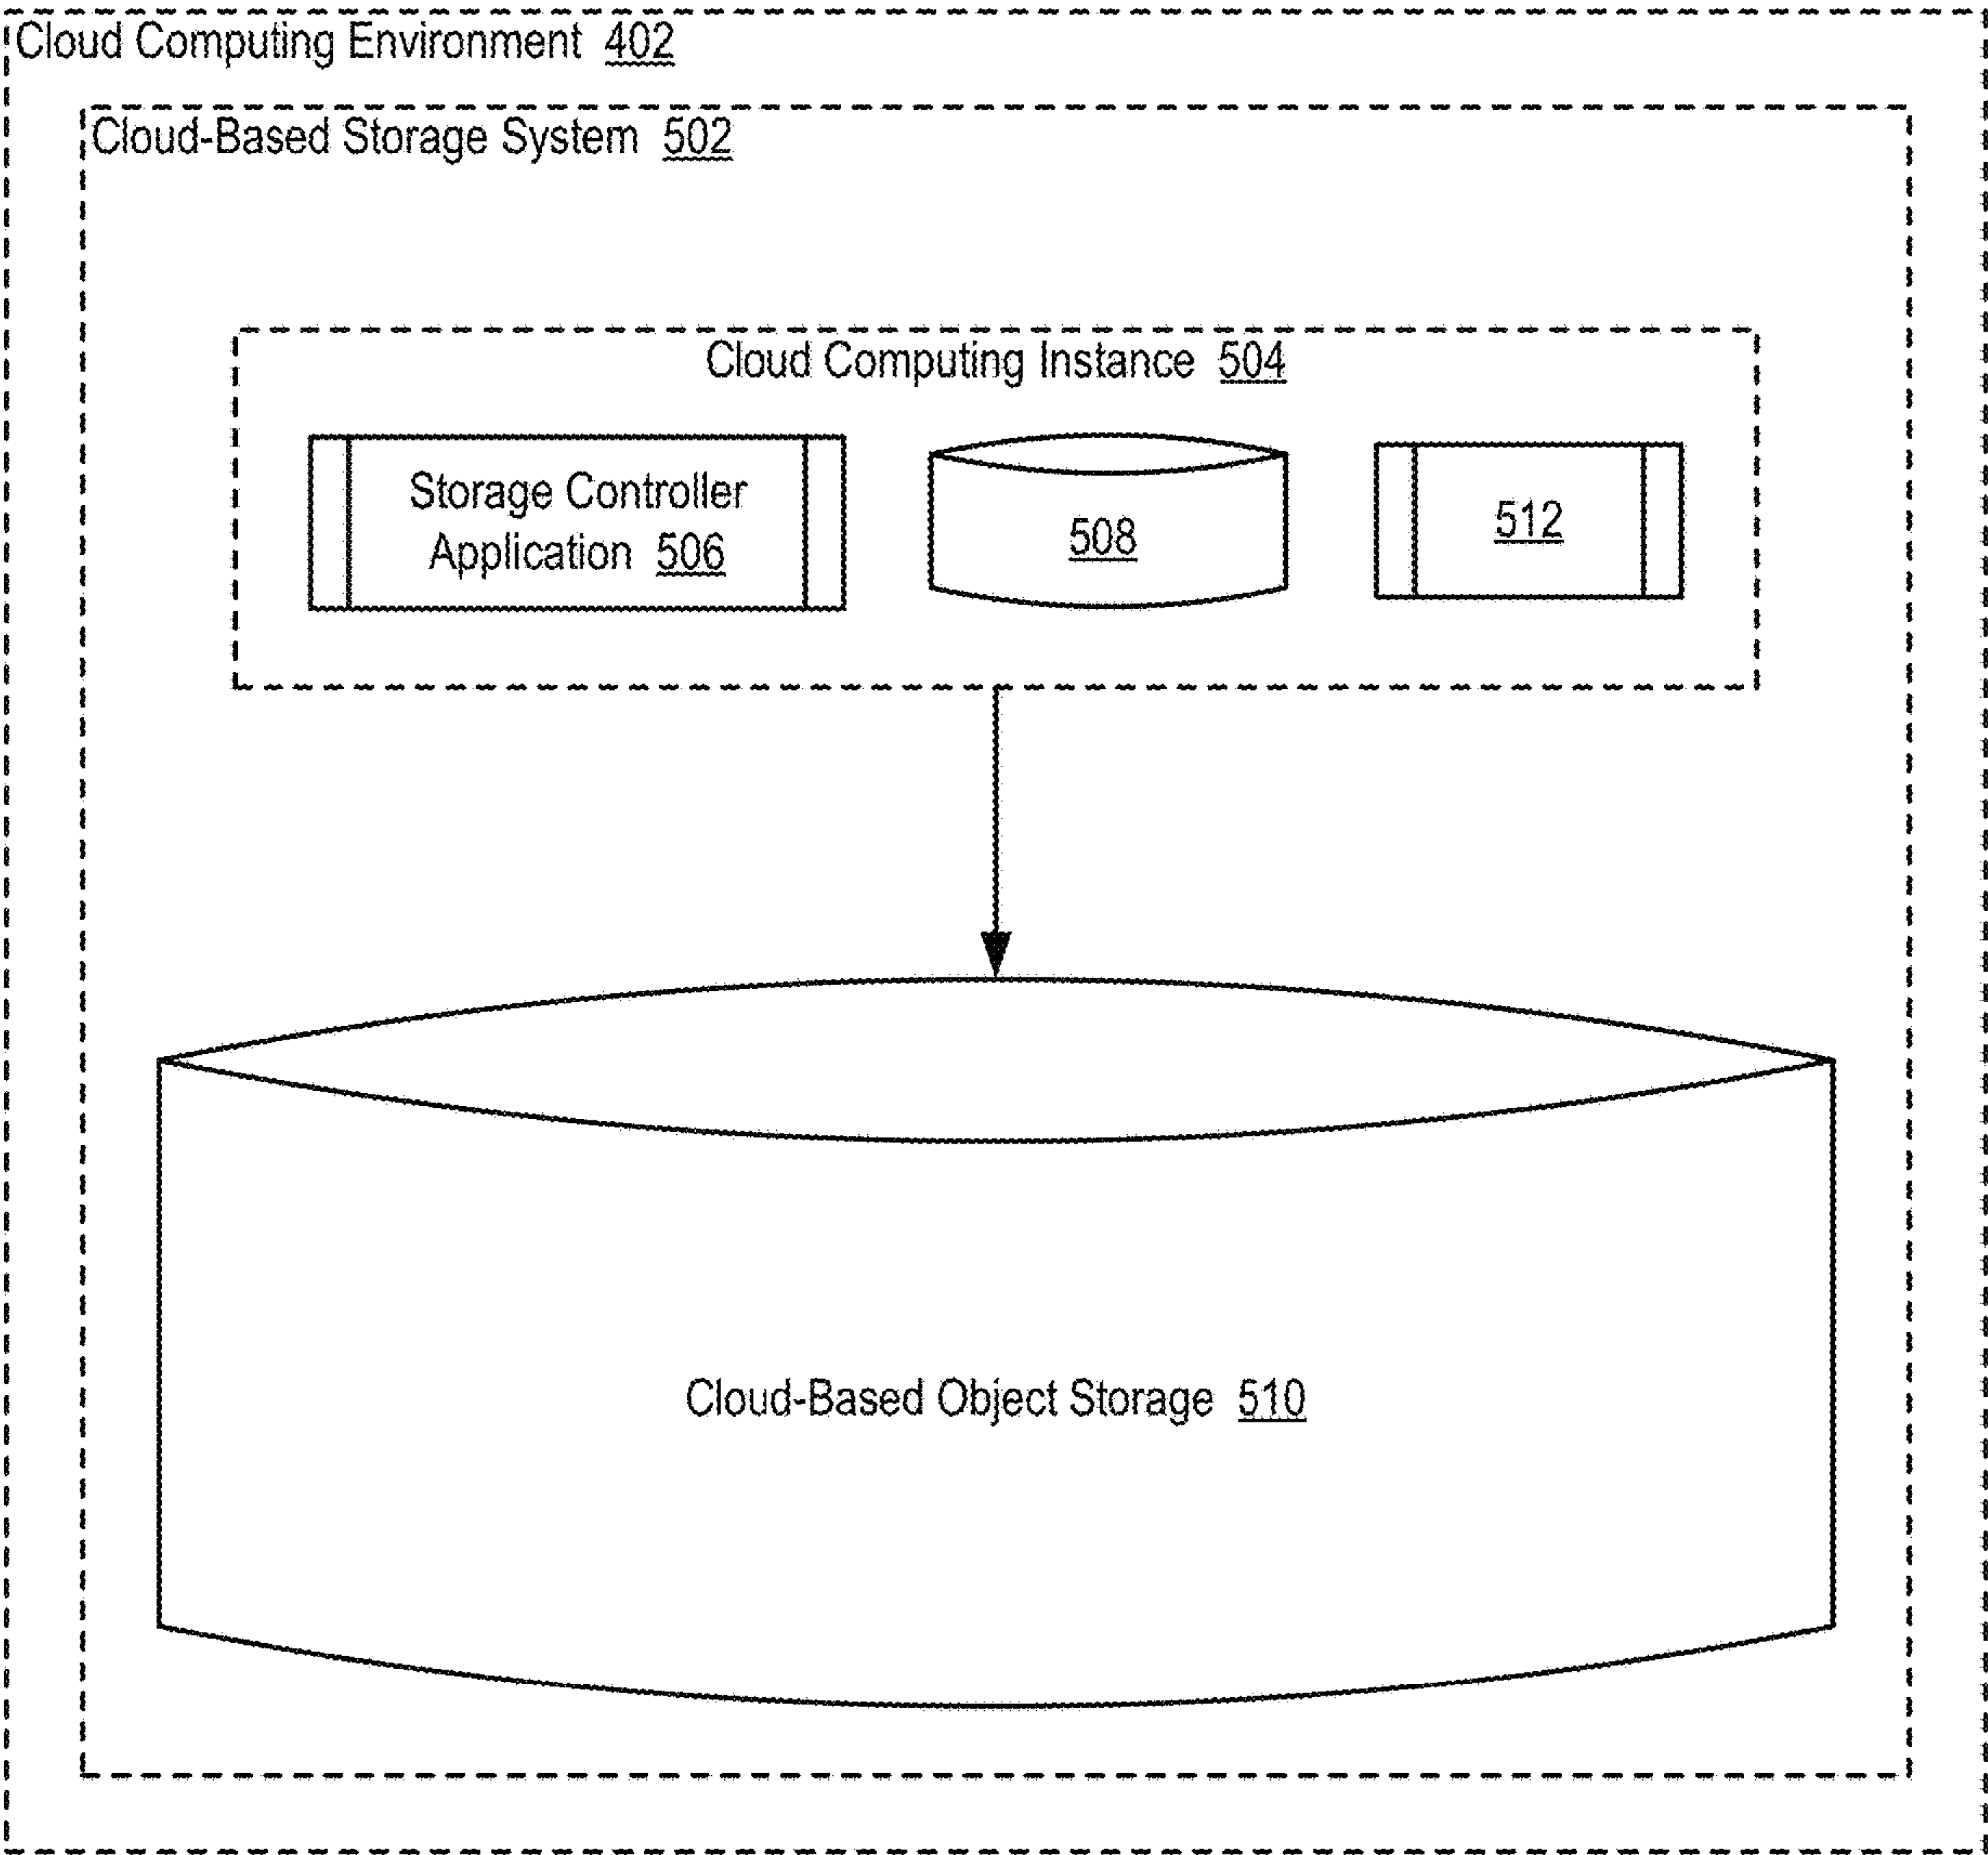 Cloud Computing Environment 402
Cloud-Based Storage System 502
Cloud Computing Instance 504
Storage Controller
Application 506
508
512
Cloud-Based Object Storage 510